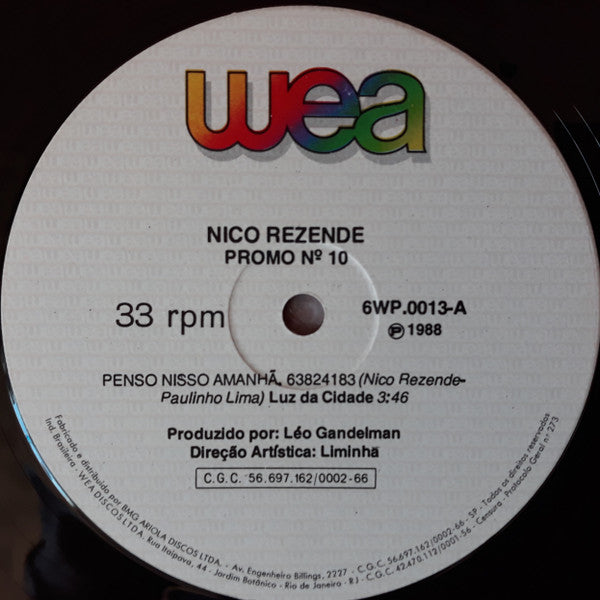 wea
NICO REZENDE
PROMO Nº 10
33 rpm
6WP.0013-A
℗ 1988
PENSO NISSO AMANHÃ. 63824183 (Nico Rezende-
Paulinho Lima) Luz da Cidade 3:46
Produzido por: Léo Gandelman
Direção Artística: Liminha
C.G.C. 56.697.162/0002-66
Fabricado e distribuído por BMG ARIOLA DISCOS LTDA. - Av. Engenheiro Billings, 2227 - C.G.C. 56.697.162/0002-66 - SP - Todos os direitos reservados
Ind. Brasileira - WEA DISCOS LTDA. Rua Itaipava, 44 - Jardim Botânico - Rio de Janeiro - RJ - C.G.C. 42.470.112/0001-56 - Censura - Protocolo Geral nº 273